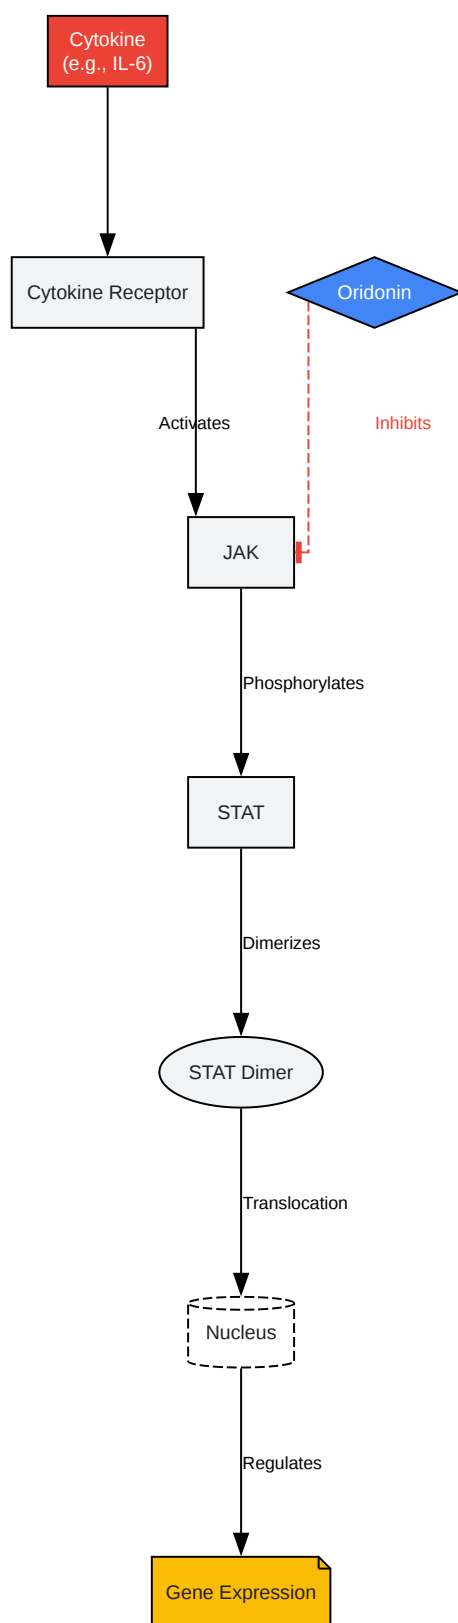 Cytokine
(e.g., IL-6)
Cytokine Receptor
Oridonin
Activates
Inhibits
JAK
Phosphorylates
STAT
Dimerizes
STAT Dimer
Translocation
Nucleus
Regulates
Gene Expression